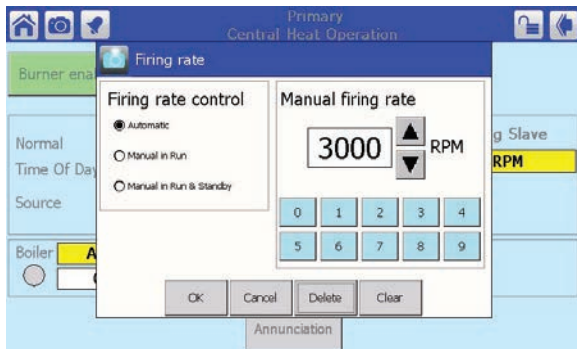 Primary
Central Heat Operation
Firing rate
Burner ena
Firing rate control
Automatic
Manual in Run
Manual in Run & Standby
Manual firing rate
3000 RPM
0 1 2 3 4
5 6 7 8 9
Normal
Time Of Day
Source
g Slave
RPM
Boiler A
OK Cancel Delete Clear
Annunciation